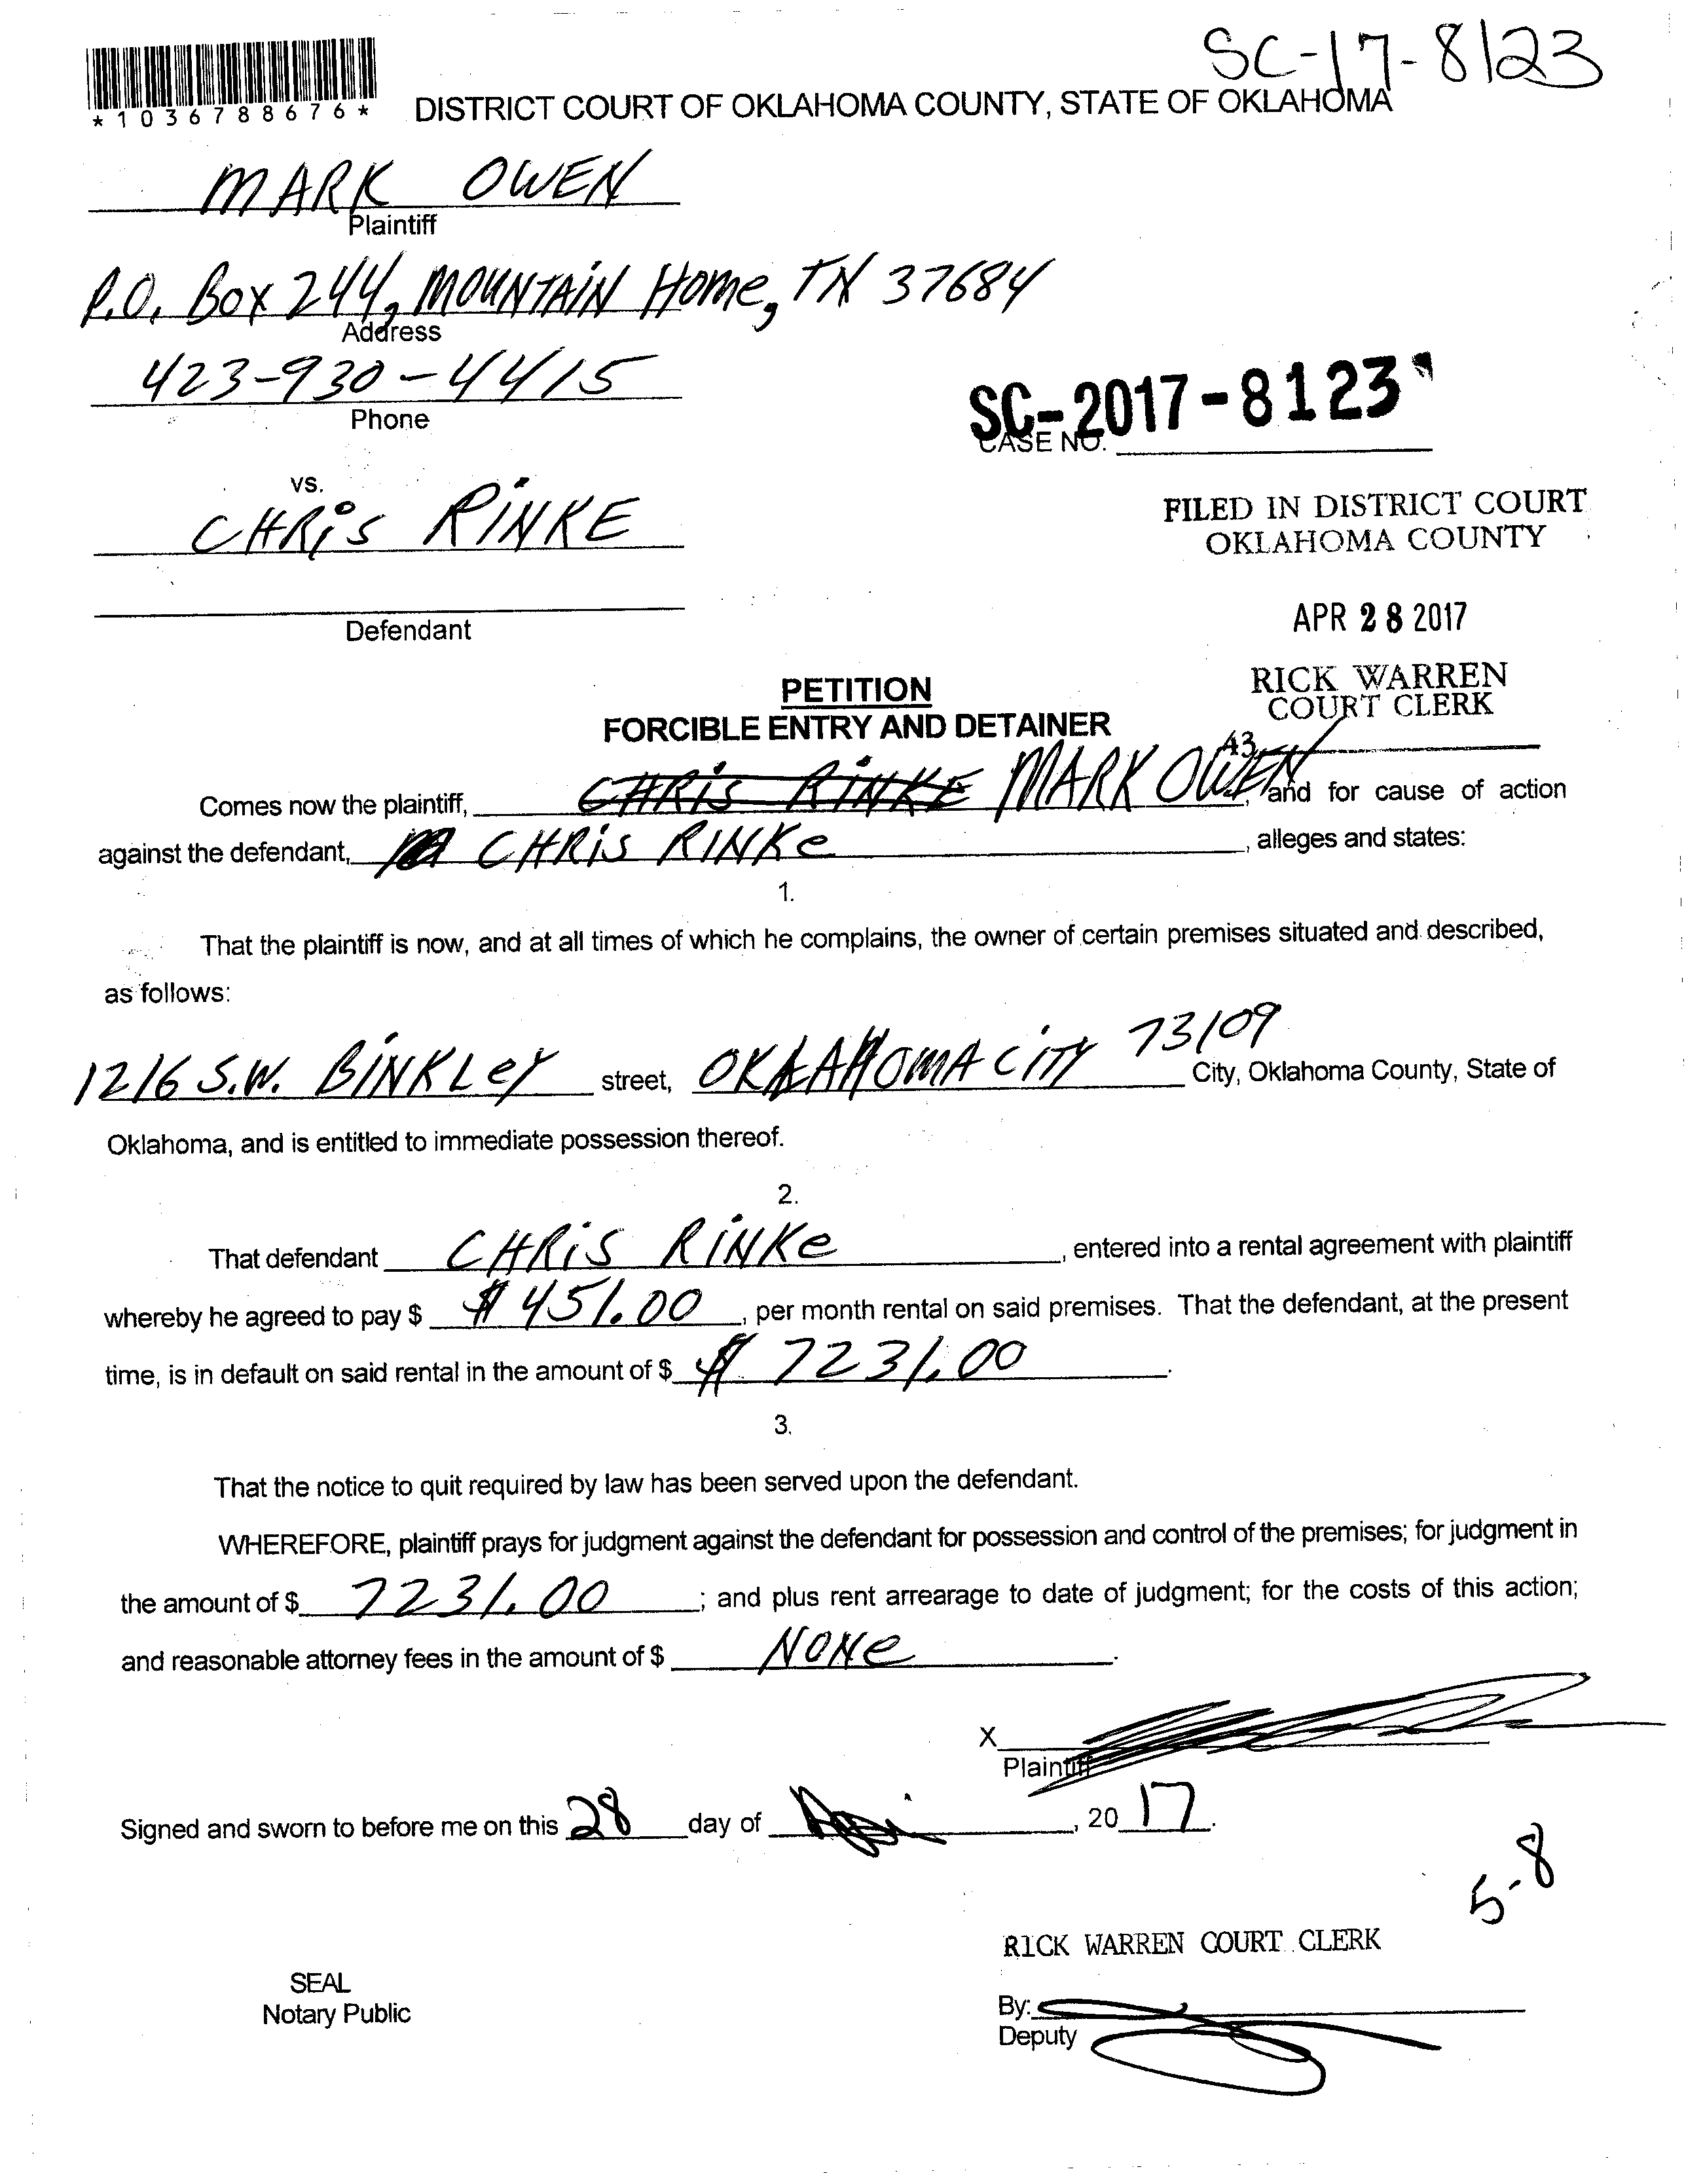 SC-17-8123
*1036788676*
DISTRICT COURT OF OKLAHOMA COUNTY, STATE OF OKLAHOMA
MARK OWEN
Plaintiff
P.O. Box 244, MOUNTAIN Home, TN 37684
Address
423-930-4415
Phone
SC-2017-8123
CASE NO.
vs.
CHRiS RiNKE
FILED IN DISTRICT COURT
OKLAHOMA COUNTY
Defendant
APR 28 2017
RICK WARREN
COURT CLERK
43
PETITION
FORCIBLE ENTRY AND DETAINER
Comes now the plaintiff, CHRiS RiNKE MARK OWEN, and for cause of action
against the defendant, CHRiS RINKe, alleges and states:
1.
That the plaintiff is now, and at all times of which he complains, the owner of certain premises situated and described,
as follows:
1216 S.W. BiNKLeY street, OKLAHOMA CiTY 73109 City, Oklahoma County, State of
Oklahoma, and is entitled to immediate possession thereof.
2.
That defendant CHRiS RiNKe, entered into a rental agreement with plaintiff
whereby he agreed to pay $ $451.00, per month rental on said premises. That the defendant, at the present
time, is in default on said rental in the amount of $ $ 7231.00.
3.
That the notice to quit required by law has been served upon the defendant.
WHEREFORE, plaintiff prays for judgment against the defendant for possession and control of the premises; for judgment in
the amount of $ 7231.00; and plus rent arrearage to date of judgment; for the costs of this action;
and reasonable attorney fees in the amount of $ NONe.
X
Plaintiff
Signed and sworn to before me on this 28 day of , 20 17.
5-8
RICK WARREN COURT CLERK
SEAL
Notary Public
By:
Deputy